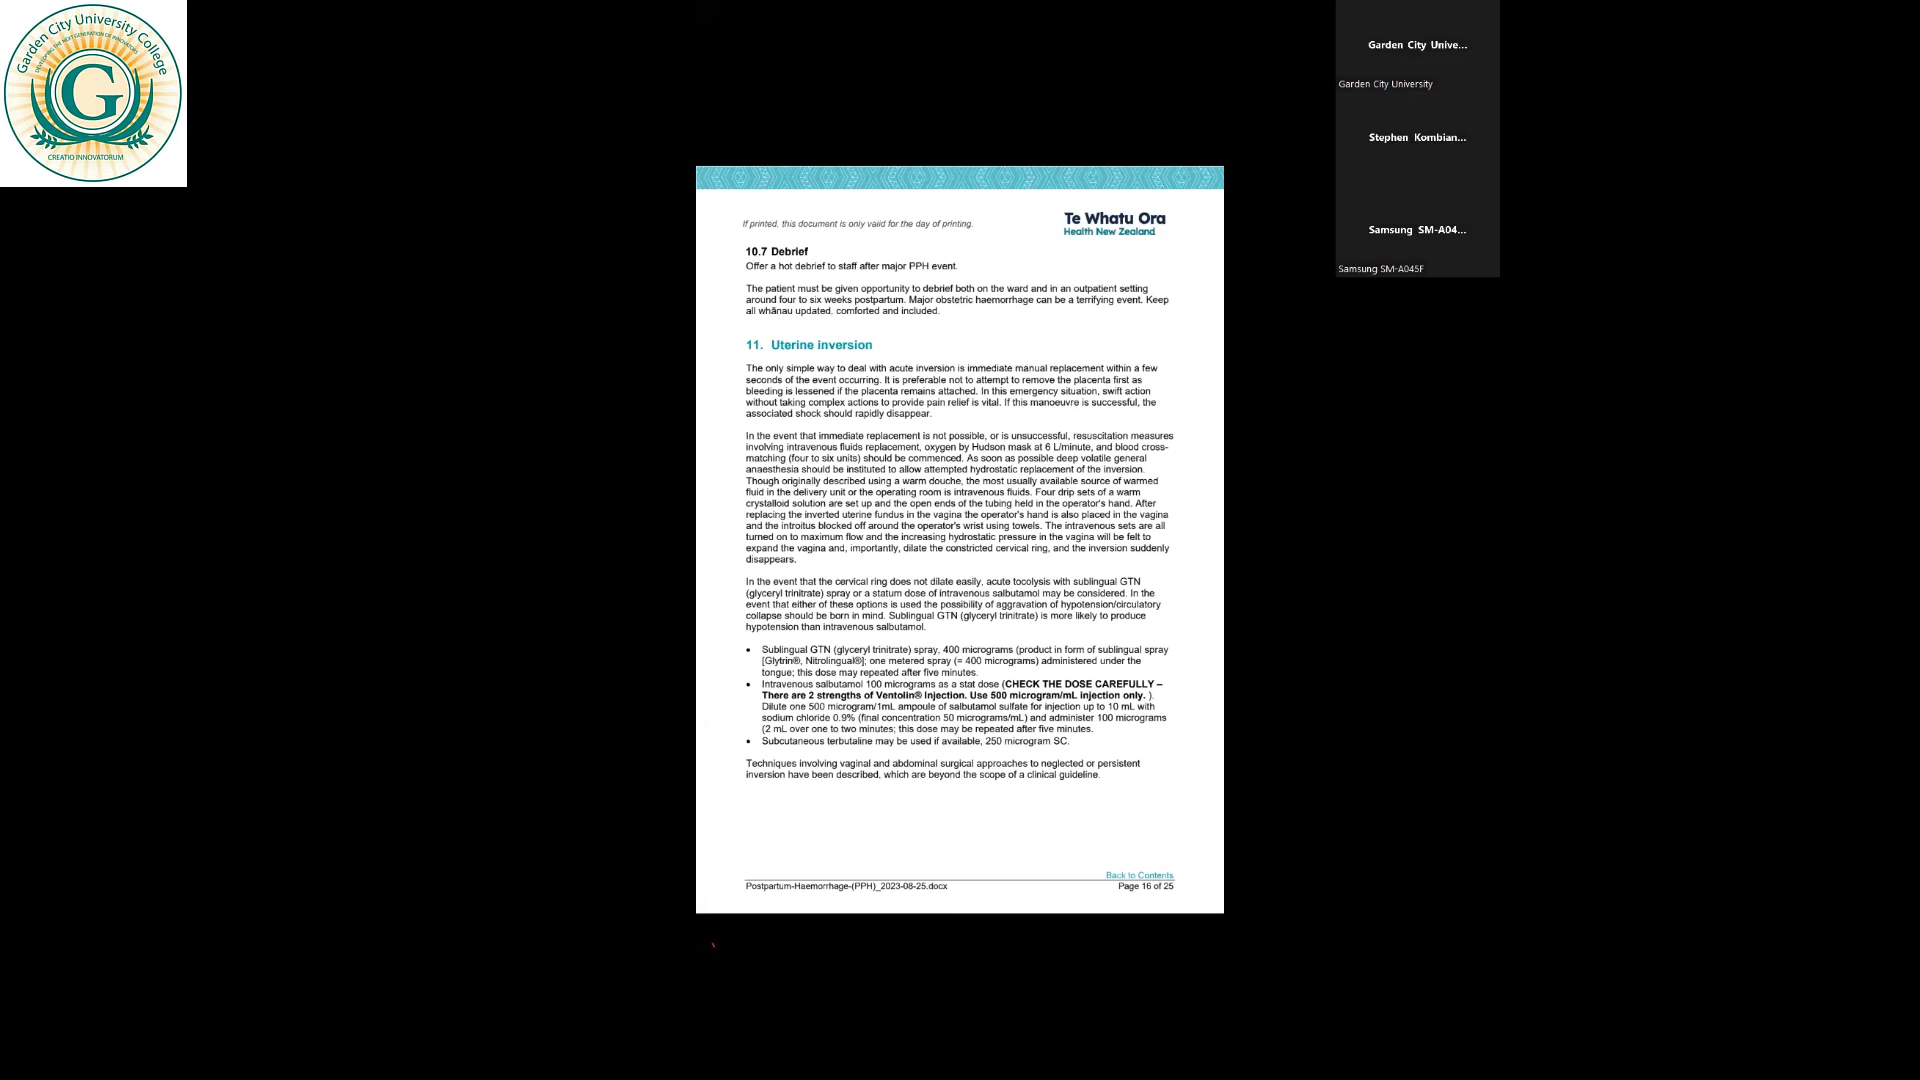 Garden City University College
DEVELOPING THE NEXT GENERATION OF INNOVATORS
G
CREATIO INNOVATORUM
Garden City Unive...
Garden City University
Stephen Kombian...
Samsung SM-A04...
Samsung SM-A045F
If printed, this document is only valid for the day of printing.
Te Whatu Ora
Health New Zealand
10.7 Debrief
Offer a hot debrief to staff after major PPH event.
The patient must be given opportunity to debrief both on the ward and in an outpatient setting
around four to six weeks postpartum. Major obstetric haemorrhage can be a terrifying event. Keep
all whānau updated, comforted and included.
11. Uterine inversion
The only simple way to deal with acute inversion is immediate manual replacement within a few
seconds of the event occurring. It is preferable not to attempt to remove the placenta first as
bleeding is lessened if the placenta remains attached. In this emergency situation, swift action
without taking complex actions to provide pain relief is vital. If this manoeuvre is successful, the
associated shock should rapidly disappear.
In the event that immediate replacement is not possible, or is unsuccessful, resuscitation measures
involving intravenous fluids replacement, oxygen by Hudson mask at 6 L/minute, and blood cross-
matching (four to six units) should be commenced. As soon as possible deep volatile general
anaesthesia should be instituted to allow attempted hydrostatic replacement of the inversion.
Though originally described using a warm douche, the most usually available source of warmed
fluid in the delivery unit or the operating room is intravenous fluids. Four drip sets of a warm
crystalloid solution are set up and the open ends of the tubing held in the operator's hand. After
replacing the inverted uterine fundus in the vagina the operator's hand is also placed in the vagina
and the introitus blocked off around the operator's wrist using towels. The intravenous sets are all
turned on to maximum flow and the increasing hydrostatic pressure in the vagina will be felt to
expand the vagina and, importantly, dilate the constricted cervical ring, and the inversion suddenly
disappears.
In the event that the cervical ring does not dilate easily, acute tocolysis with sublingual GTN
(glyceryl trinitrate) spray or a statum dose of intravenous salbutamol may be considered. In the
event that either of these options is used the possibility of aggravation of hypotension/circulatory
collapse should be born in mind. Sublingual GTN (glyceryl trinitrate) is more likely to produce
hypotension than intravenous salbutamol.
• Sublingual GTN (glyceryl trinitrate) spray, 400 micrograms (product in form of sublingual spray
[Glytrin®, Nitrolingual®]; one metered spray (= 400 micrograms) administered under the
tongue; this dose may repeated after five minutes.
• Intravenous salbutamol 100 micrograms as a stat dose (CHECK THE DOSE CAREFULLY –
There are 2 strengths of Ventolin® Injection. Use 500 microgram/mL injection only. ).
Dilute one 500 microgram/1mL ampoule of salbutamol sulfate for injection up to 10 mL with
sodium chloride 0.9% (final concentration 50 micrograms/mL) and administer 100 micrograms
(2 mL over one to two minutes; this dose may be repeated after five minutes.
• Subcutaneous terbutaline may be used if available, 250 microgram SC.
Techniques involving vaginal and abdominal surgical approaches to neglected or persistent
inversion have been described, which are beyond the scope of a clinical guideline.
Back to Contents
Postpartum-Haemorrhage-(PPH)_2023-08-25.docx
Page 16 of 25